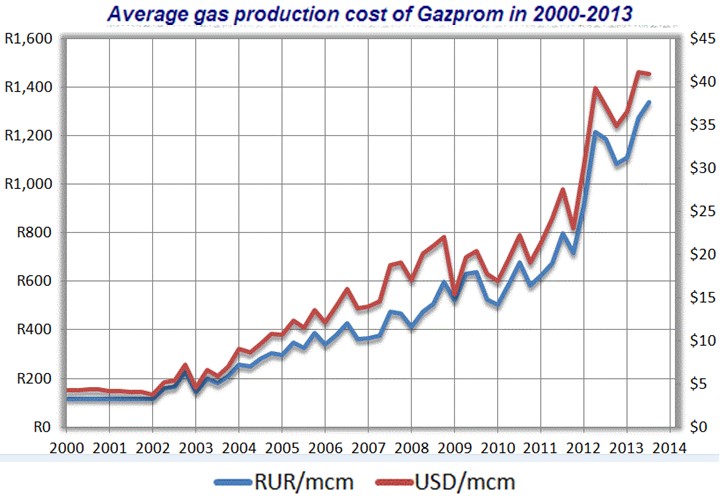 Average gas production cost of Gazprom in 2000-2013
R1,600
R1,400
R1,200
R1,000
R800
R600
R400
R200
R0
$45
$40
$35
$30
$25
$20
$15
$10
$5
$0
2000 2001 2002 2003 2004 2005 2006 2007 2008 2009 2010 2011 2012 2013 2014
RUR/mcm USD/mcm